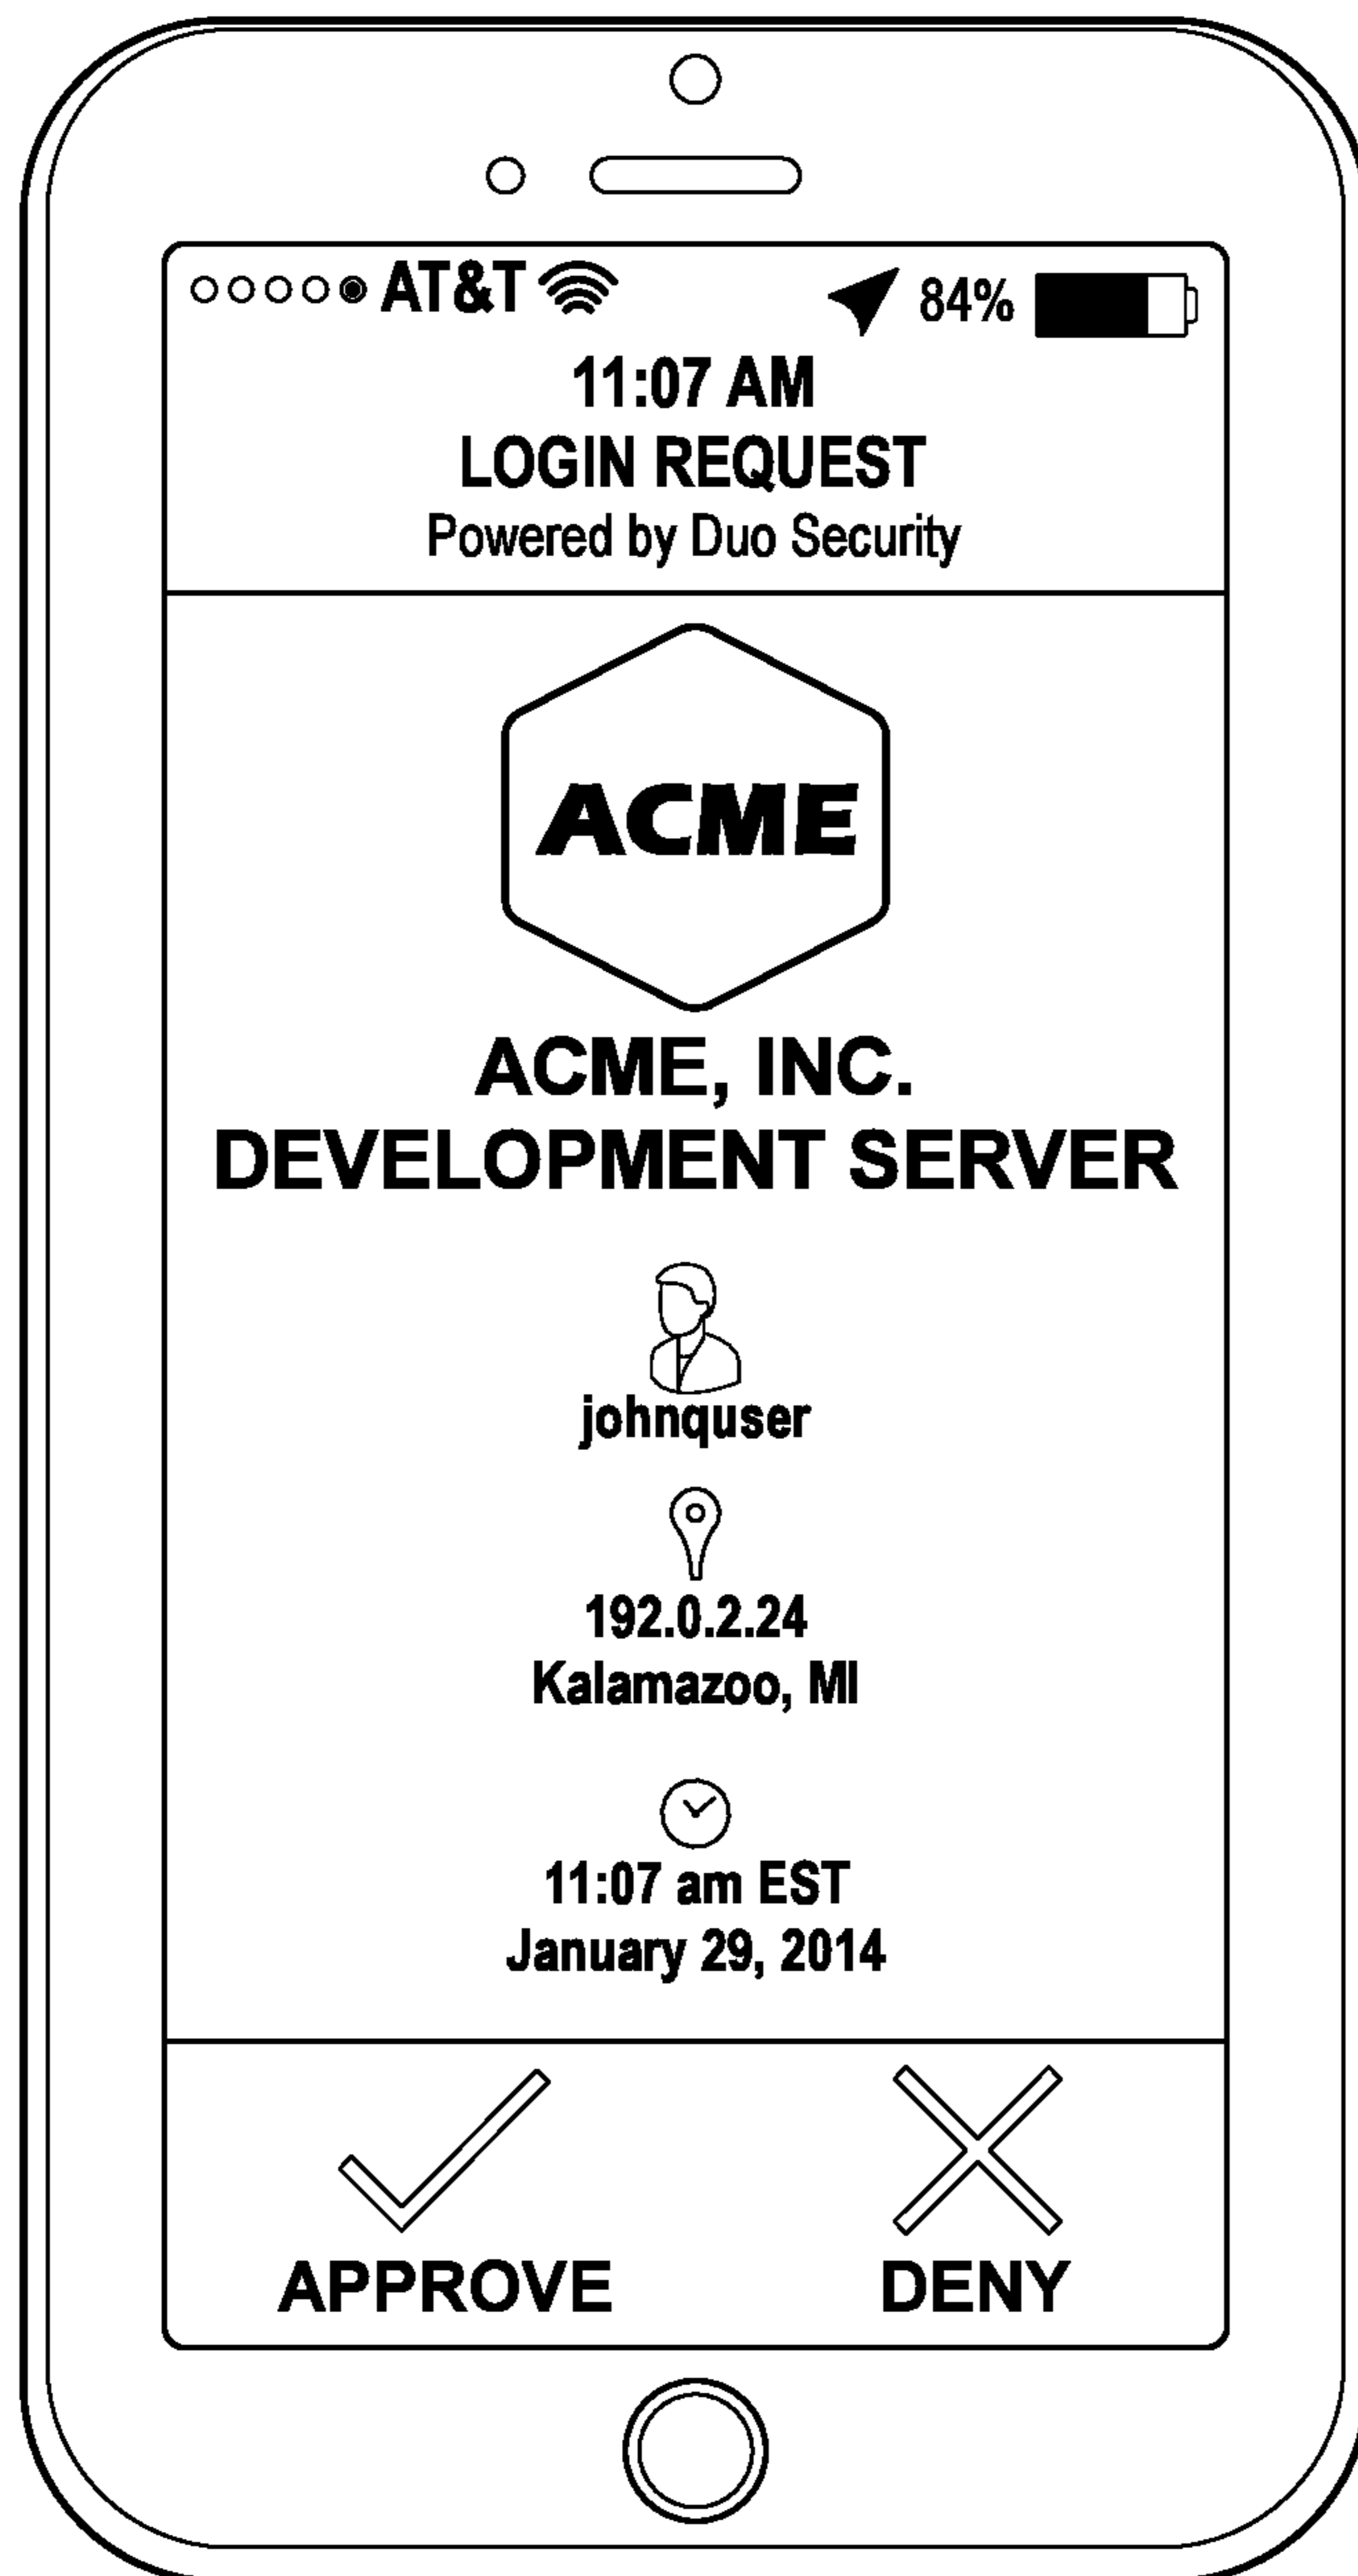 AT&T 84%
11:07 AM
LOGIN REQUEST
Powered by Duo Security
ACME
ACME, INC.
DEVELOPMENT SERVER
johnquser
192.0.2.24
Kalamazoo, MI
11:07 am EST
January 29, 2014
APPROVE DENY